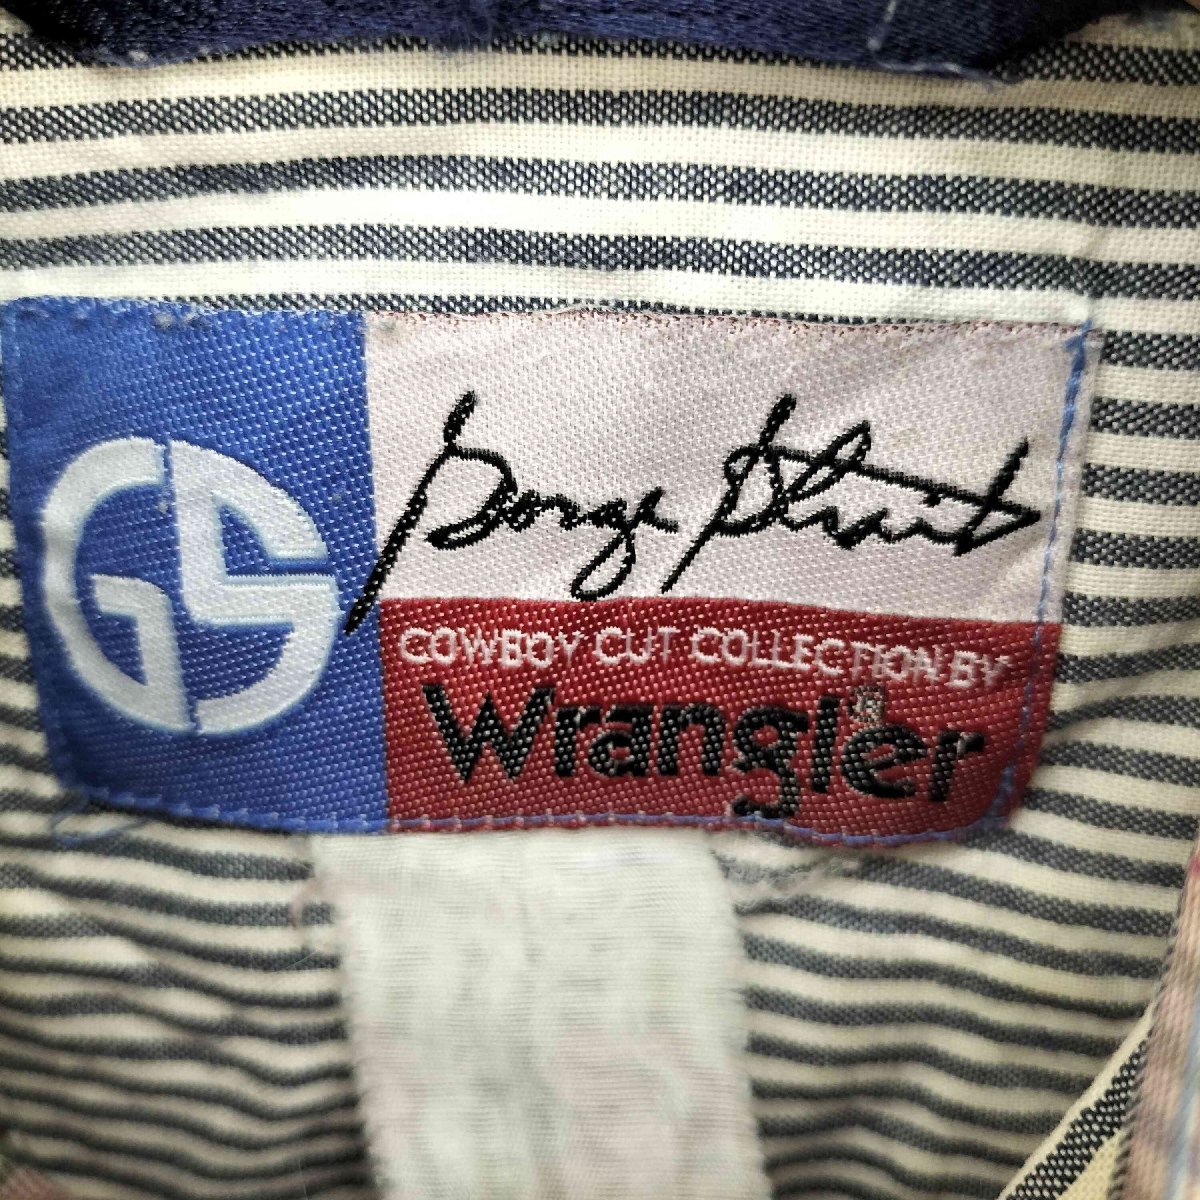 GS
George Strait
COWBOY CUT COLLECTION BY
Wrangler